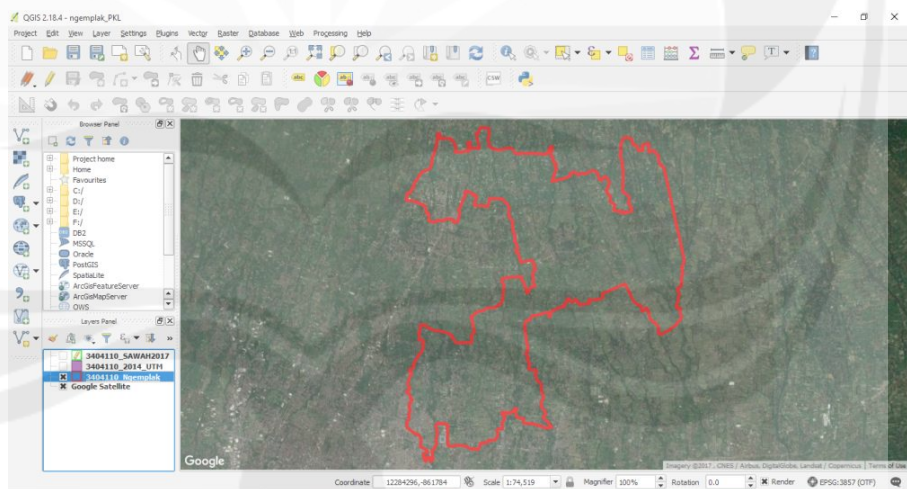 QGIS 2.18.4 - ngemplak_PKL
Project Edit View Layer Settings Plugins Vector Raster Database Web Processing Help
Browser Panel
Project home
Home
Favourites
C:/
D:/
E:/
F:/
DB2
MSSQL
Oracle
PostGIS
SpatiaLite
ArcGisFeatureServer
ArcGisMapServer
OWS
Layers Panel
3404110_SAWAH2017
3404110_2014_UTM
3404110_Ngemplak
Google Satellite
Google
Imagery ©2017, CNES / Airbus, DigitalGlobe, Landsat / Copernicus Terms of Use
Coordinate 12284296,-861784 Scale 1:74,519 Magnifier 100% Rotation 0.0 Render EPSG:3857 (OTF)